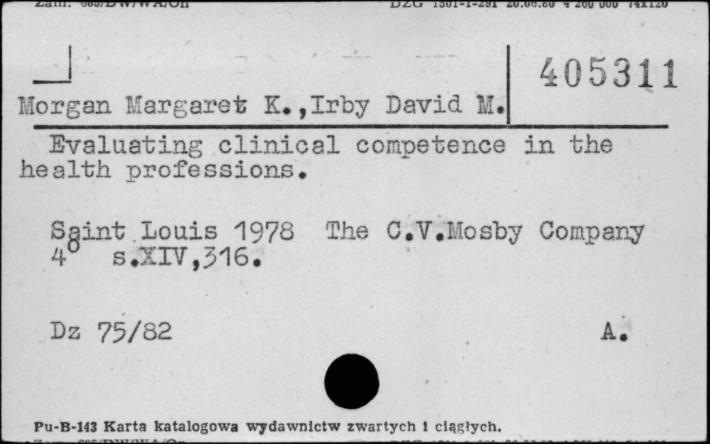 405311
Morgan Margaret K.,Irby David M.
Evaluating clinical competence in the
health professions.
Saint Louis 1978 The C.V.Mosby Company
4° s.XIV,316.
Dz 75/82 A.
Pu-B-143 Karta katalogowa wydawnictw zwartych i ciągłych.